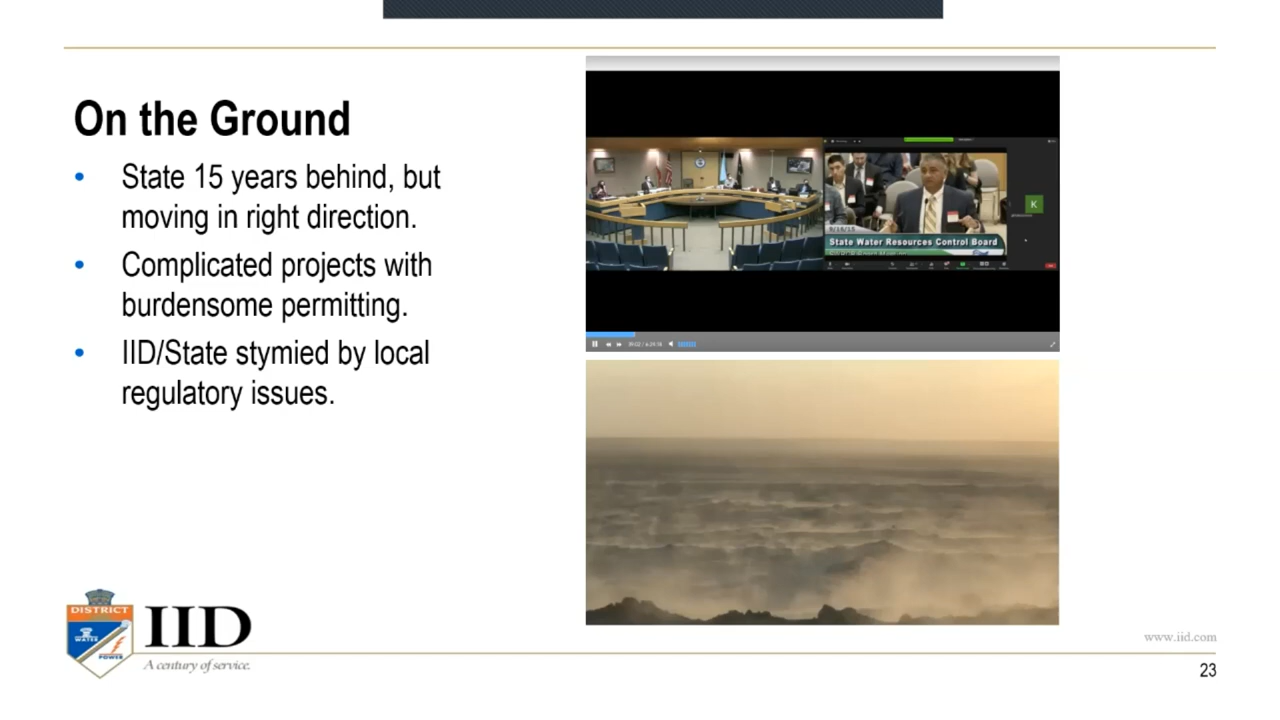 On the Ground
• State 15 years behind, but
moving in right direction.
• Complicated projects with
burdensome permitting.
• IID/State stymied by local
regulatory issues.
K
State Water Resources Control Board
DISTRICT
WATER
POWER
IID
A century of service.
www.iid.com
23